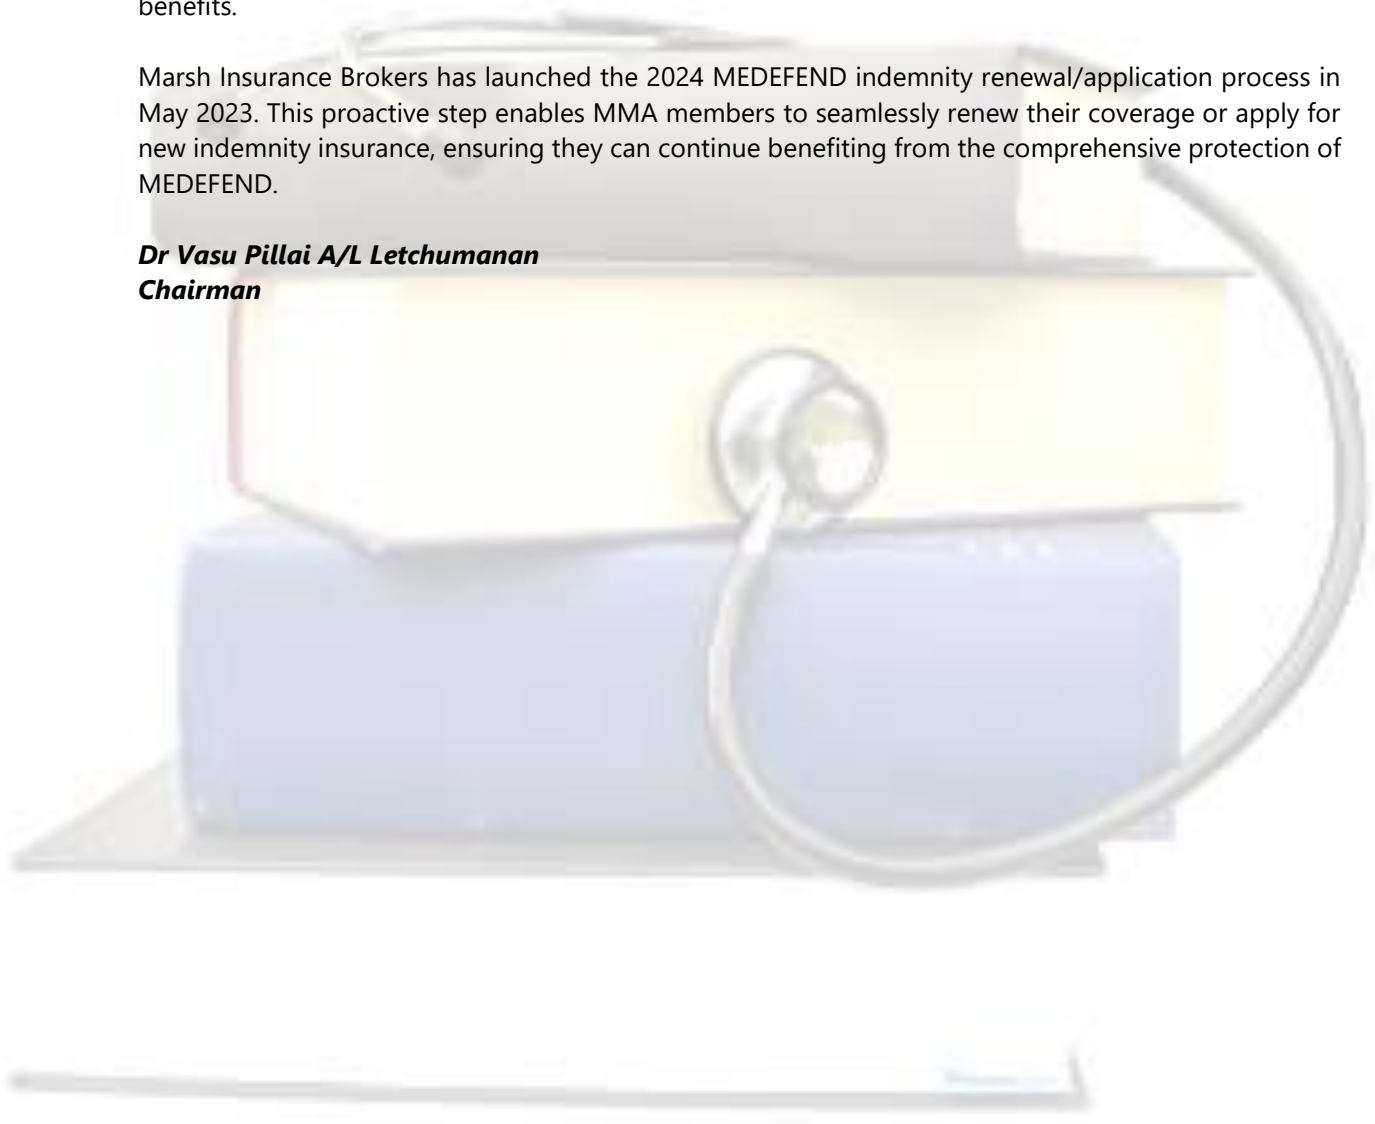 benefits.
Marsh Insurance Brokers has launched the 2024 MEDEFEND indemnity renewal/application process in
May 2023. This proactive step enables MMA members to seamlessly renew their coverage or apply for
new indemnity insurance, ensuring they can continue benefiting from the comprehensive protection of
MEDEFEND.
Dr Vasu Pillai A/L Letchumanan
Chairman